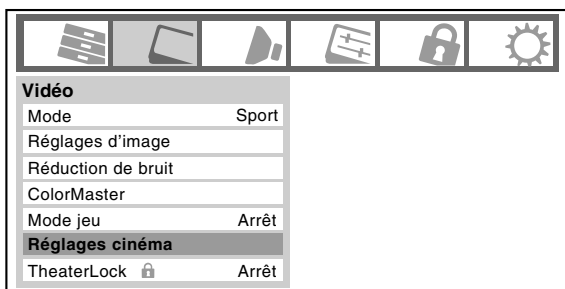 Vidéo
Mode Sport
Réglages d'image
Réduction de bruit
ColorMaster
Mode jeu Arrêt
Réglages cinéma
TheaterLock Arrêt